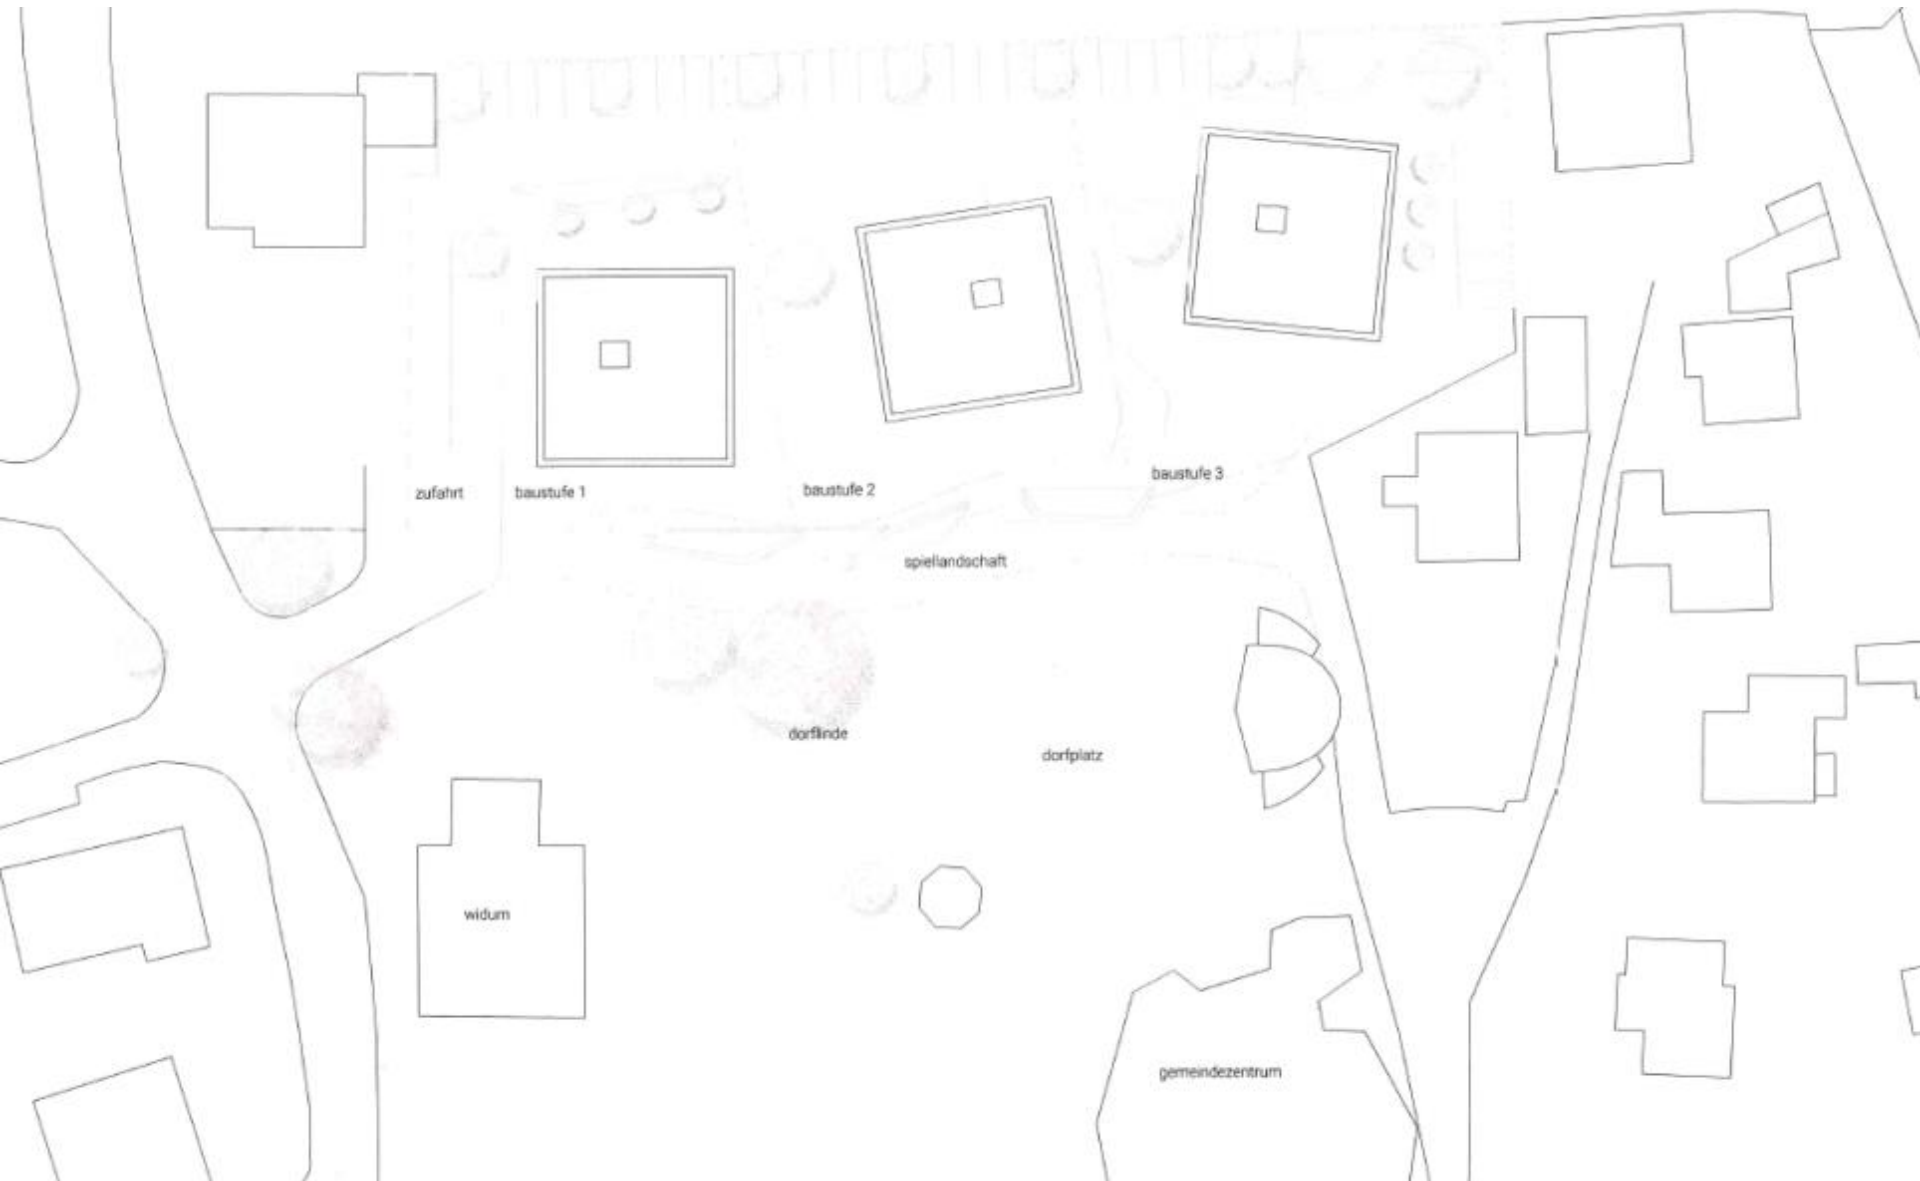 zufahrt
baustufe 1
baustufe 2
baustufe 3
spiellandschaft
dorflinde
dorfplatz
widum
gemeindezentrum